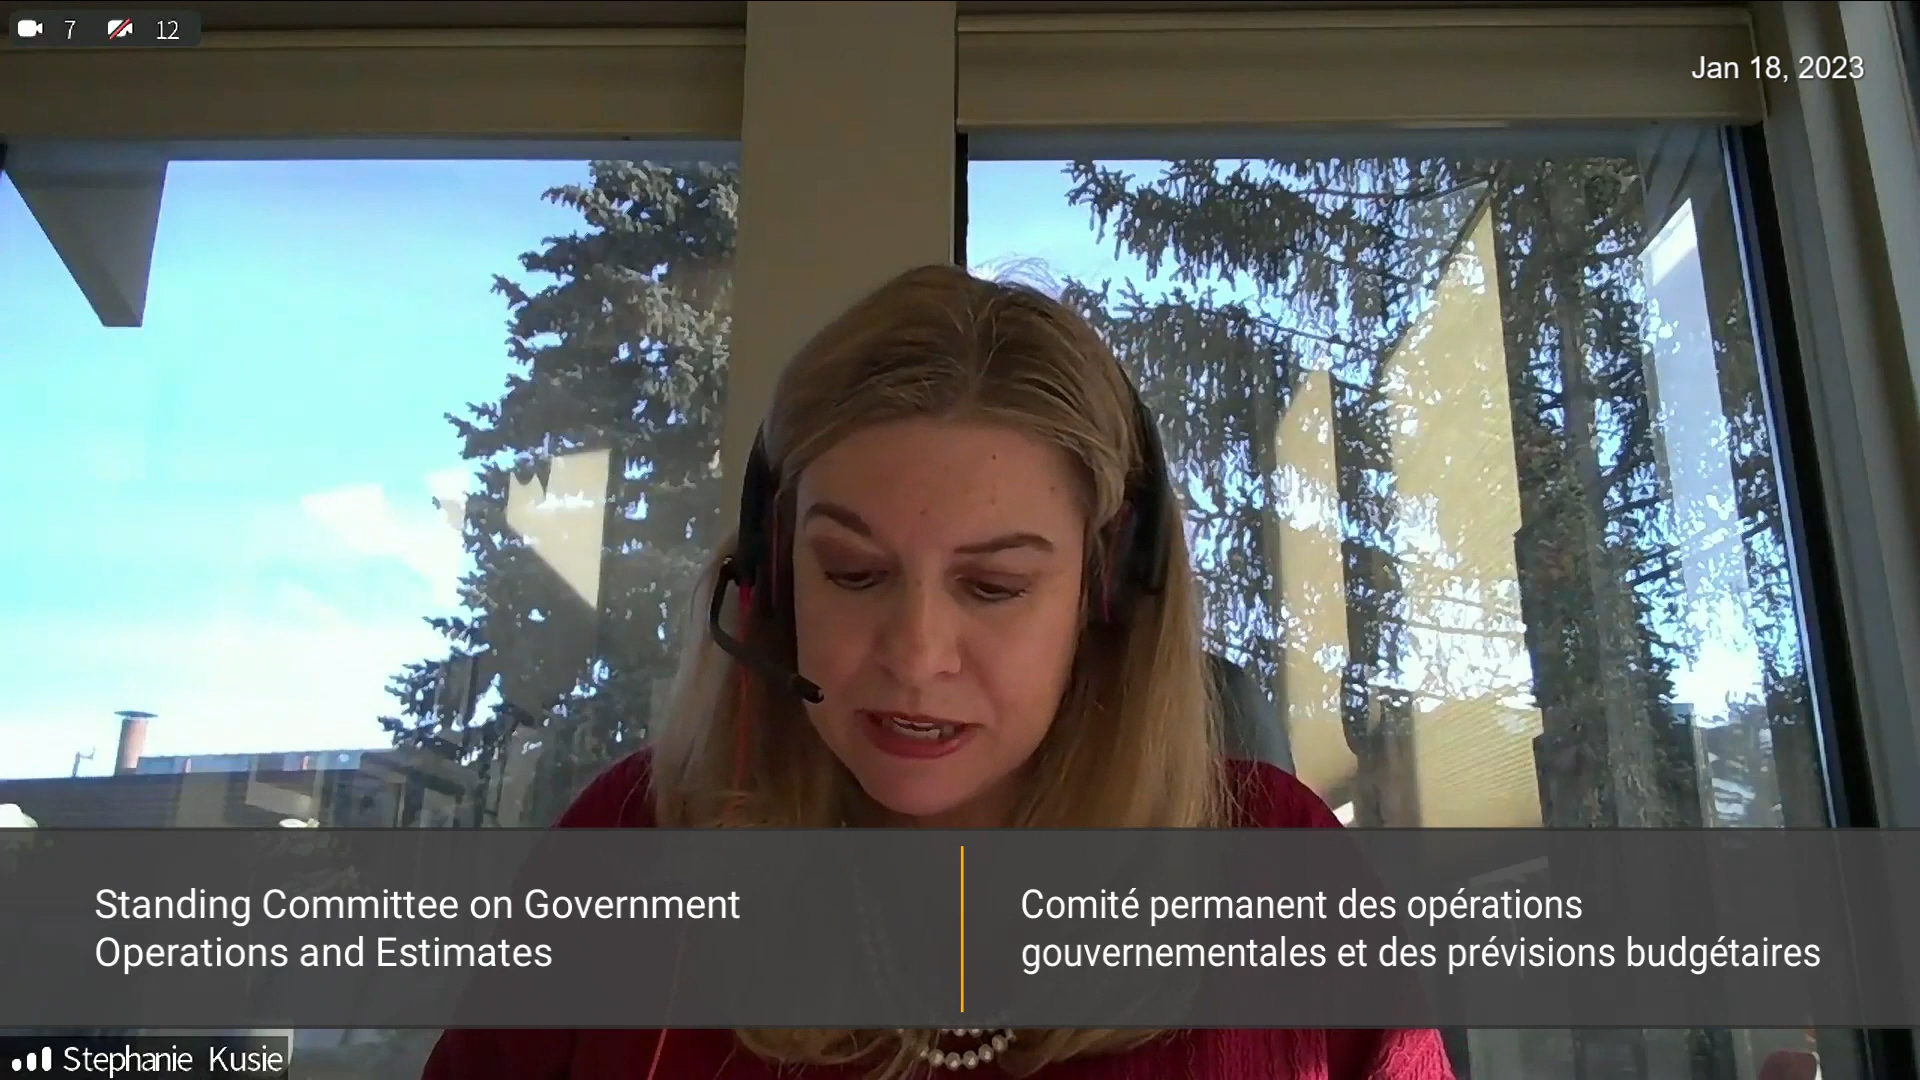 7 12
Jan 18, 2023
Standing Committee on Government
Operations and Estimates
Comité permanent des opérations
gouvernementales et des prévisions budgétaires
Stephanie Kusie